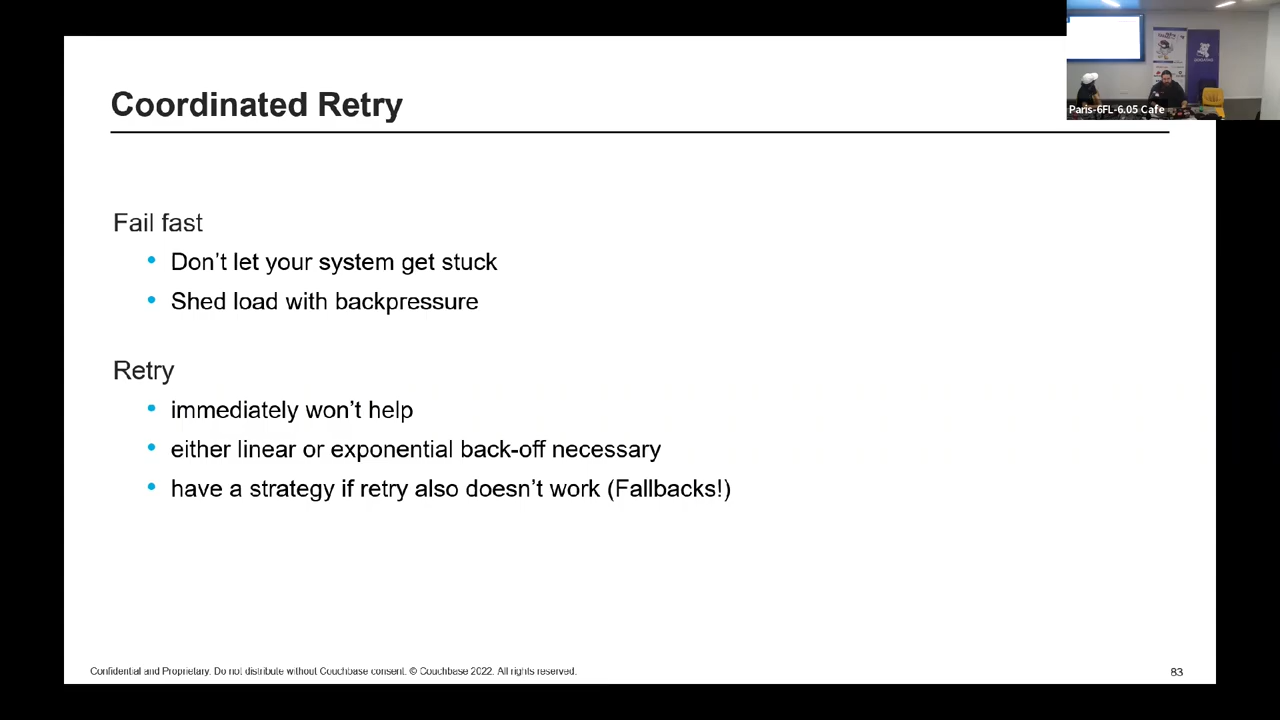 Coordinated Retry
Paris-6FL-6.05 Cafe
Fail fast
• Don't let your system get stuck
• Shed load with backpressure
Retry
• immediately won't help
• either linear or exponential back-off necessary
• have a strategy if retry also doesn't work (Fallbacks!)
Confidential and Proprietary. Do not distribute without Couchbase consent. © Couchbase 2022. All rights reserved.
83